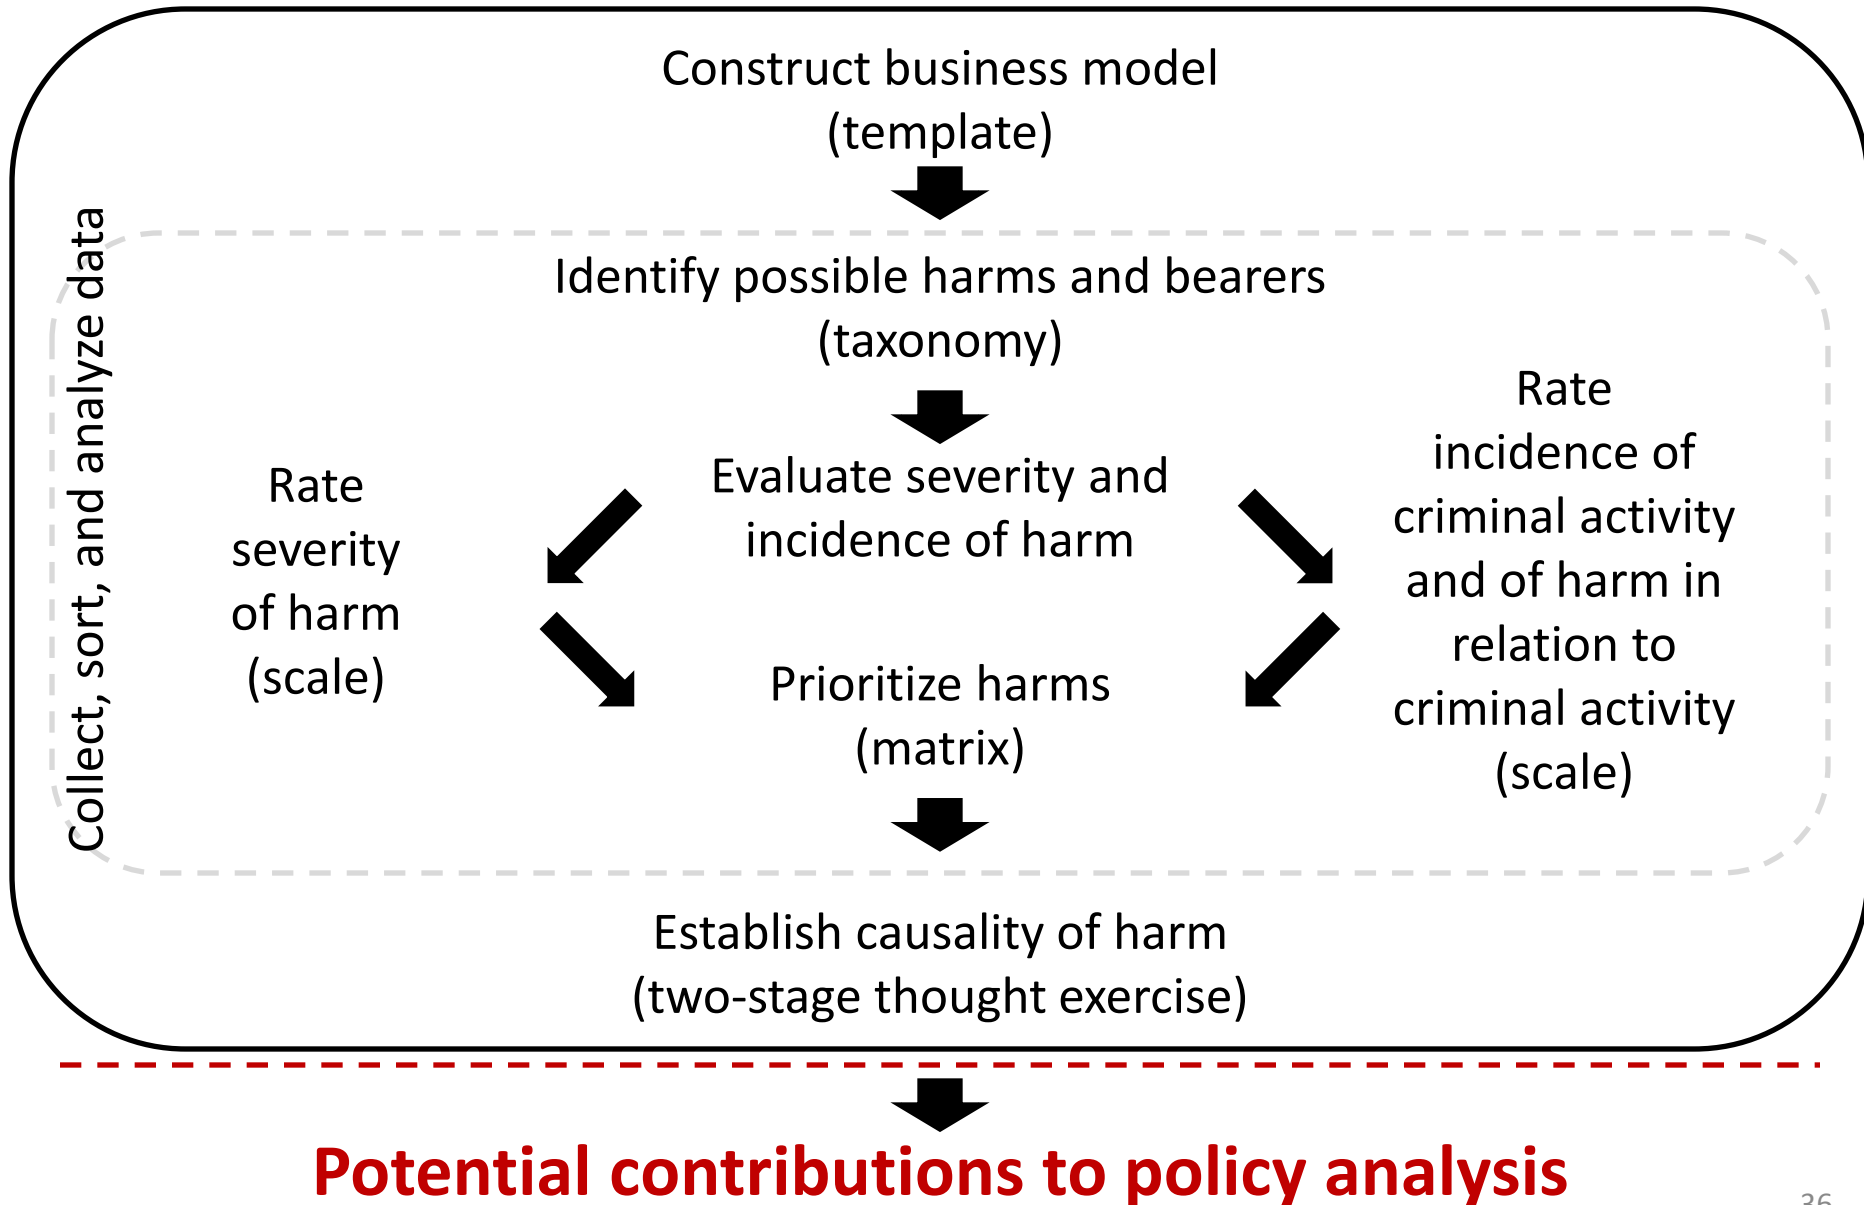 Construct business model
(template)
Collect, sort, and analyze data
Identify possible harms and bearers
(taxonomy)
Evaluate severity and
incidence of harm
Rate
severity
of harm
(scale)
Rate
incidence of
criminal activity
and of harm in
relation to
criminal activity
(scale)
Prioritize harms
(matrix)
Establish causality of harm
(two-stage thought exercise)
Potential contributions to policy analysis
36